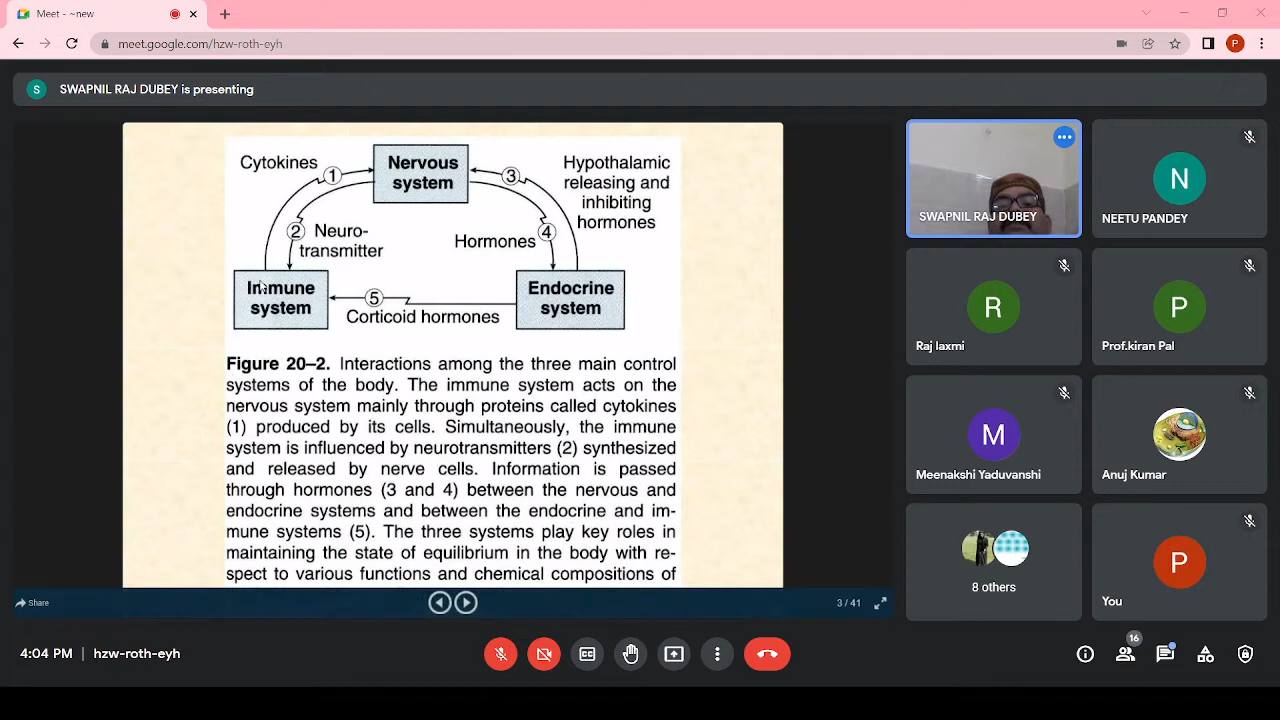 Meet - ~new
meet.google.com/hzw-roth-eyh
P
S
SWAPNIL RAJ DUBEY is presenting
Cytokines
1
Nervous
system
3
Hypothalamic
releasing and
inhibiting
hormones
2
Neuro-
transmitter
Hormones
4
Immune
system
5
Corticoid hormones
Endocrine
system
Figure 20–2. Interactions among the three main control
systems of the body. The immune system acts on the
nervous system mainly through proteins called cytokines
(1) produced by its cells. Simultaneously, the immune
system is influenced by neurotransmitters (2) synthesized
and released by nerve cells. Information is passed
through hormones (3 and 4) between the nervous and
endocrine systems and between the endocrine and im-
mune systems (5). The three systems play key roles in
maintaining the state of equilibrium in the body with re-
spect to various functions and chemical compositions of
Share
3 / 41
SWAPNIL RAJ DUBEY
N
NEETU PANDEY
R
Raj laxmi
P
Prof.kiran Pal
M
Meenakshi Yaduvanshi
Anuj Kumar
8 others
P
You
4:04 PM | hzw-roth-eyh
CC
16